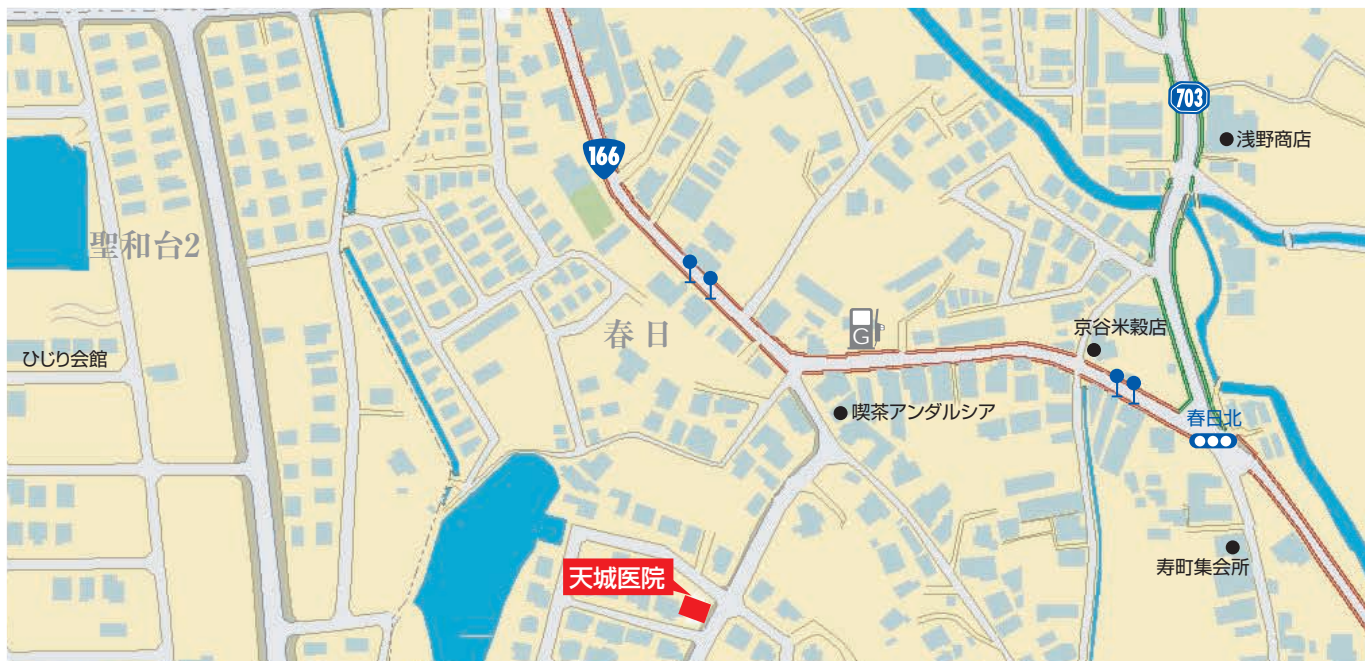 703
浅野商店
166
聖和台2
春日
G
京谷米穀店
ひじり会館
喫茶アンダルシア
春日北
寿町集会所
天城医院